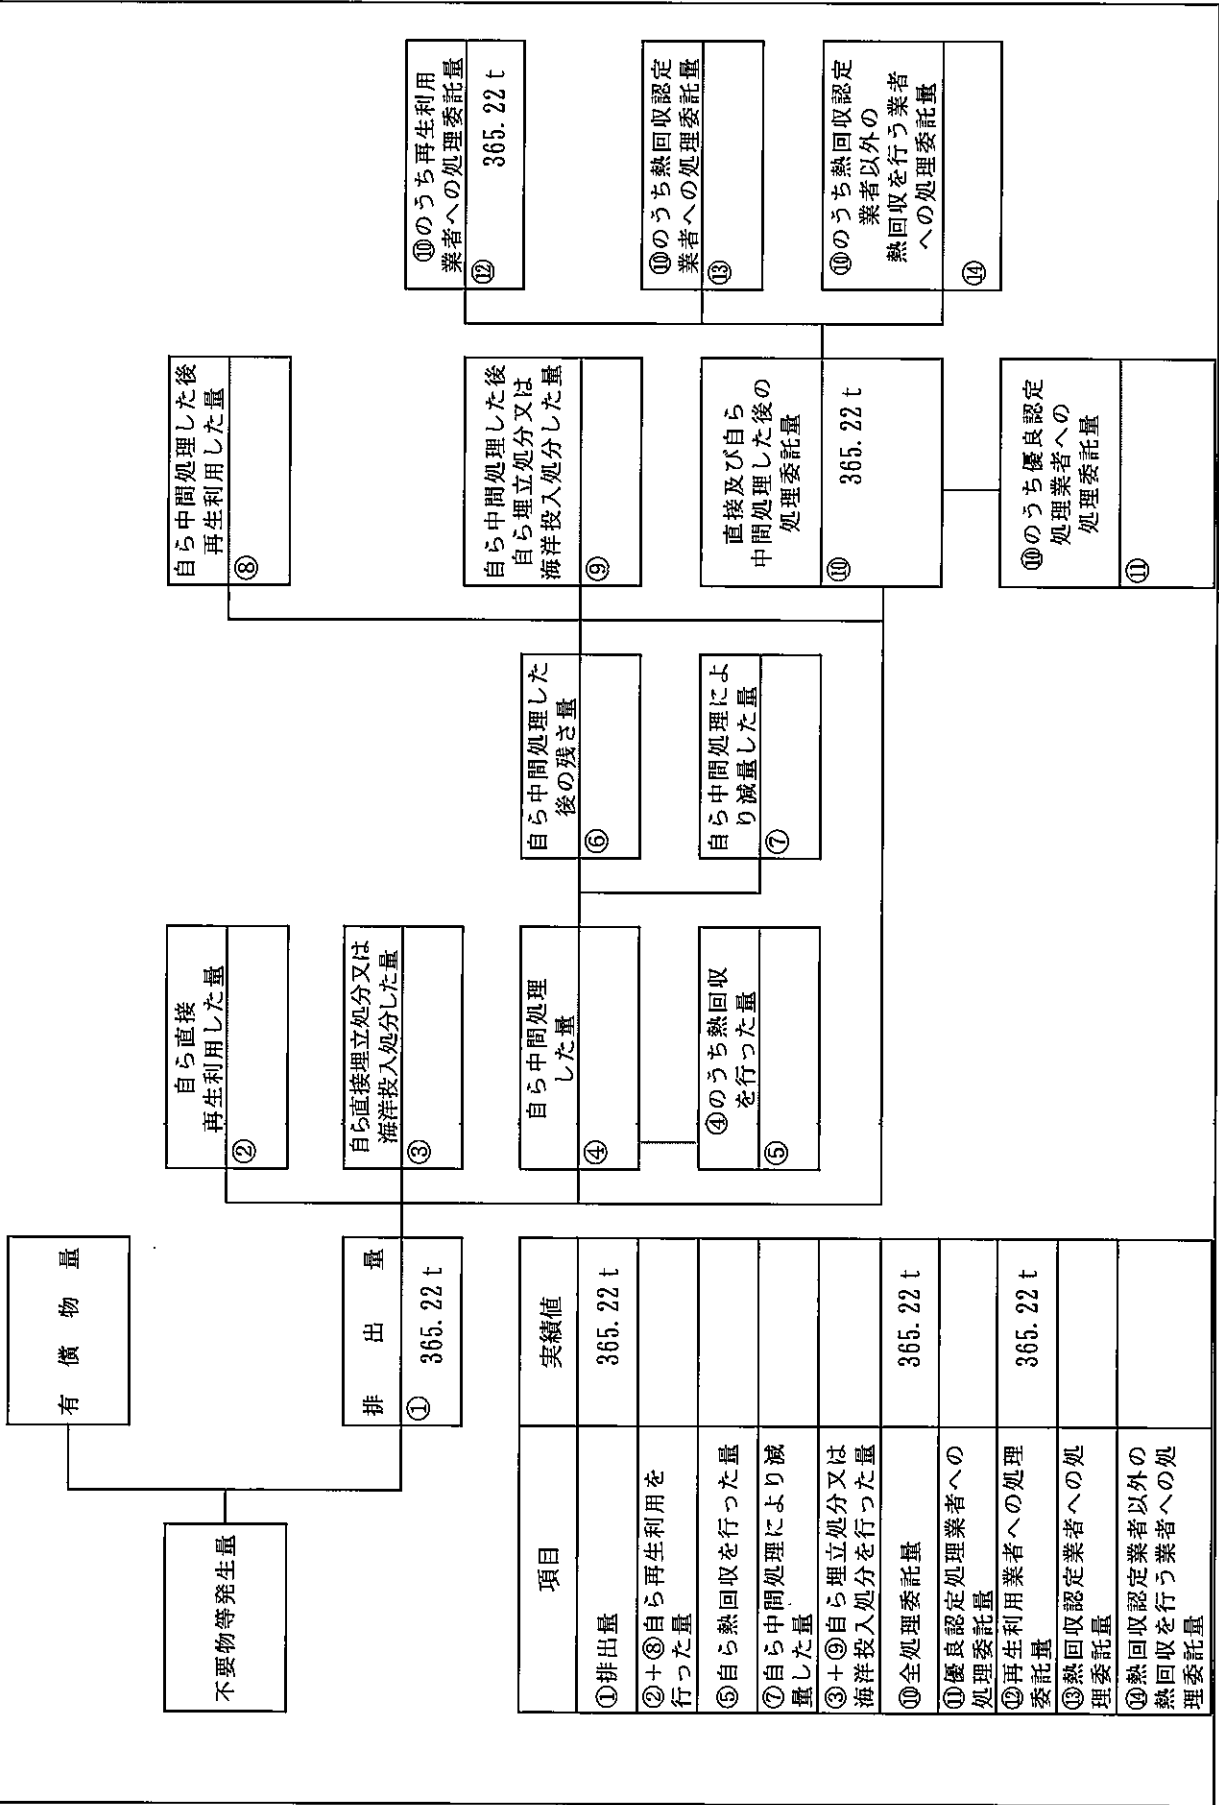 不要物等発生量
有償物量
排出量
① 365.22 t
自ら直接
再生利用した量
②
自ら直接埋立処分又は
海洋投入処分した量
③
自ら中間処理
した量
④
④のうち熱回収
を行った量
⑤
自ら中間処理した
後の残さ量
⑥
自ら中間処理によ
り減量した量
⑦
自ら中間処理した後
再生利用した量
⑧
自ら中間処理した後
自ら埋立処分又は
海洋投入処分した量
⑨
直接及び自ら
中間処理した後の
処理委託量
⑩ 365.22 t
⑩のうち優良認定
処理業者への
処理委託量
⑪
⑩のうち再生利用
業者への処理委託量
⑫ 365.22 t
⑩のうち熱回収認定
業者への処理委託量
⑬
⑩のうち熱回収認定
業者以外の
熱回収を行う業者
への処理委託量
⑭
項目 実績値
①排出量 365.22 t
②+⑧自ら再生利用を
行った量
⑤自ら熱回収を行った量
⑦自ら中間処理により減
量した量
③+⑨自ら埋立処分又は
海洋投入処分を行った量
⑩全処理委託量 365.22 t
⑪優良認定処理業者への
処理委託量
⑫再生利用業者への処理
委託量 365.22 t
⑬熱回収認定業者への処
理委託量
⑭熱回収認定業者以外の
熱回収を行う業者への処
理委託量